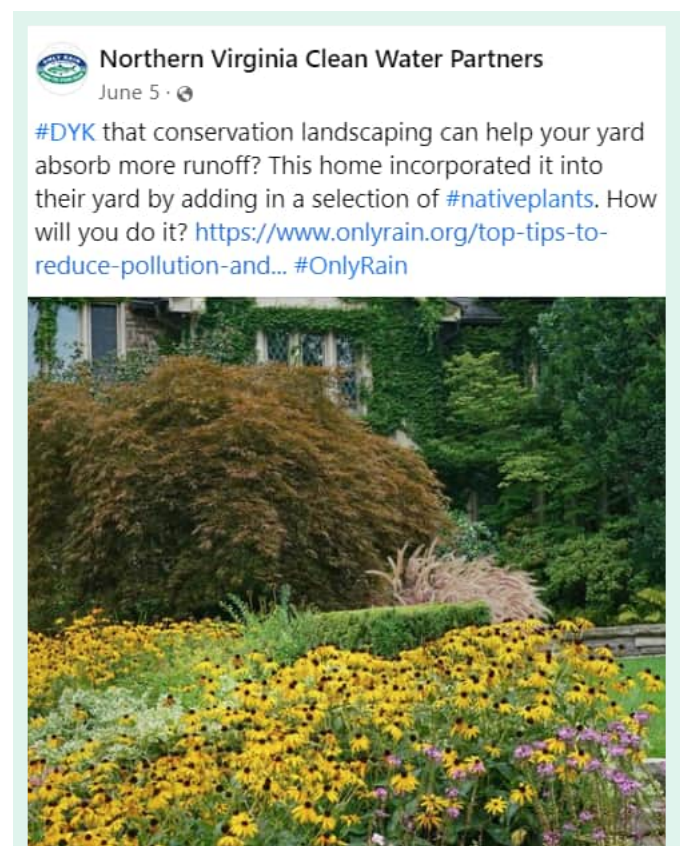 ONLY RAIN
Northern Virginia Clean Water Partners
June 5 ·
#DYK that conservation landscaping can help your yard
absorb more runoff? This home incorporated it into
their yard by adding in a selection of #nativeplants. How
will you do it? https://www.onlyrain.org/top-tips-to-
reduce-pollution-and... #OnlyRain